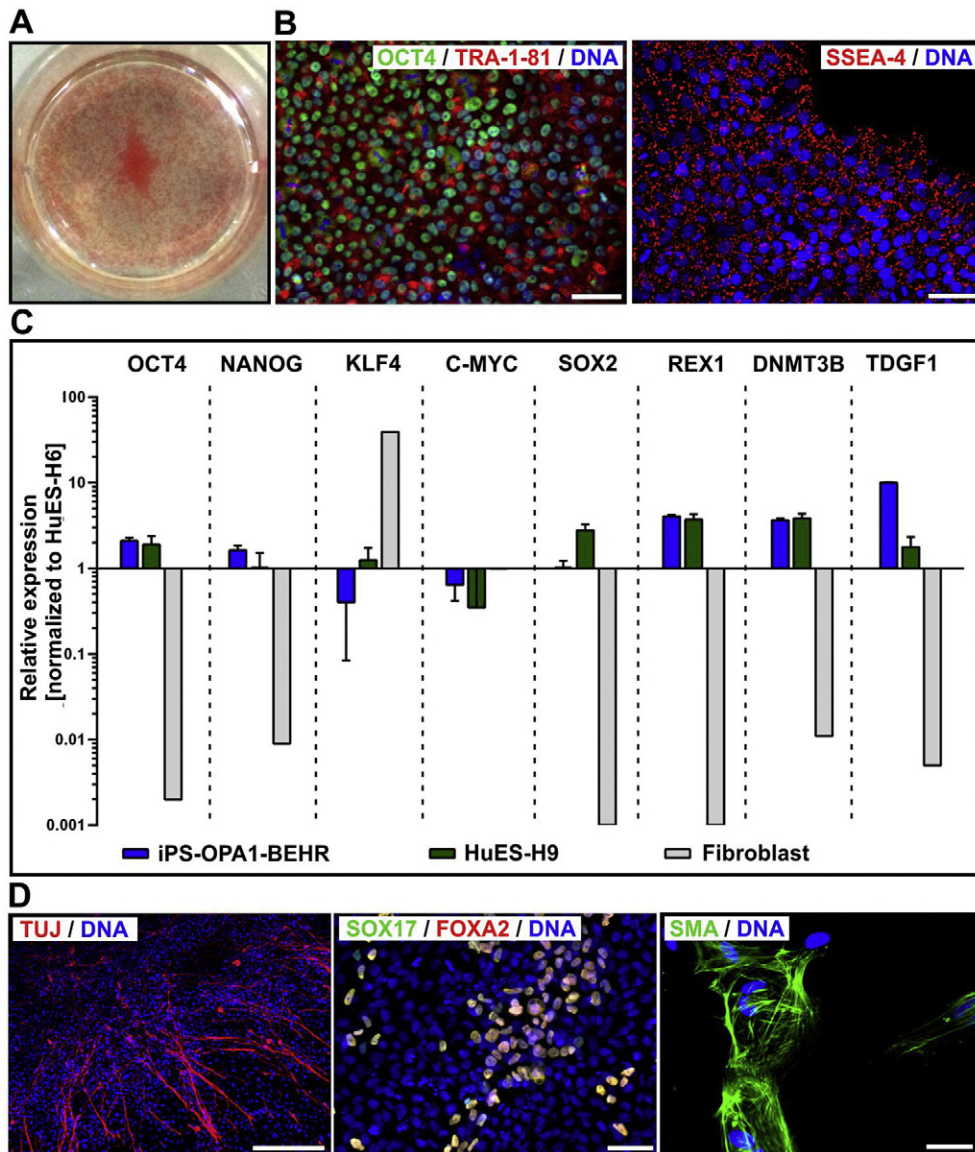 A
B
OCT4 / TRA-1-81 / DNA
SSEA-4 / DNA
C
OCT4 NANOG KLF4 C-MYC SOX2 REX1 DNMT3B TDGF1
Relative expression
[normalized to HuES-H6]
100
10
1
0.1
0.01
0.001
iPS-OPA1-BEHR HuES-H9 Fibroblast
D
TUJ / DNA
SOX17 / FOXA2 / DNA
SMA / DNA